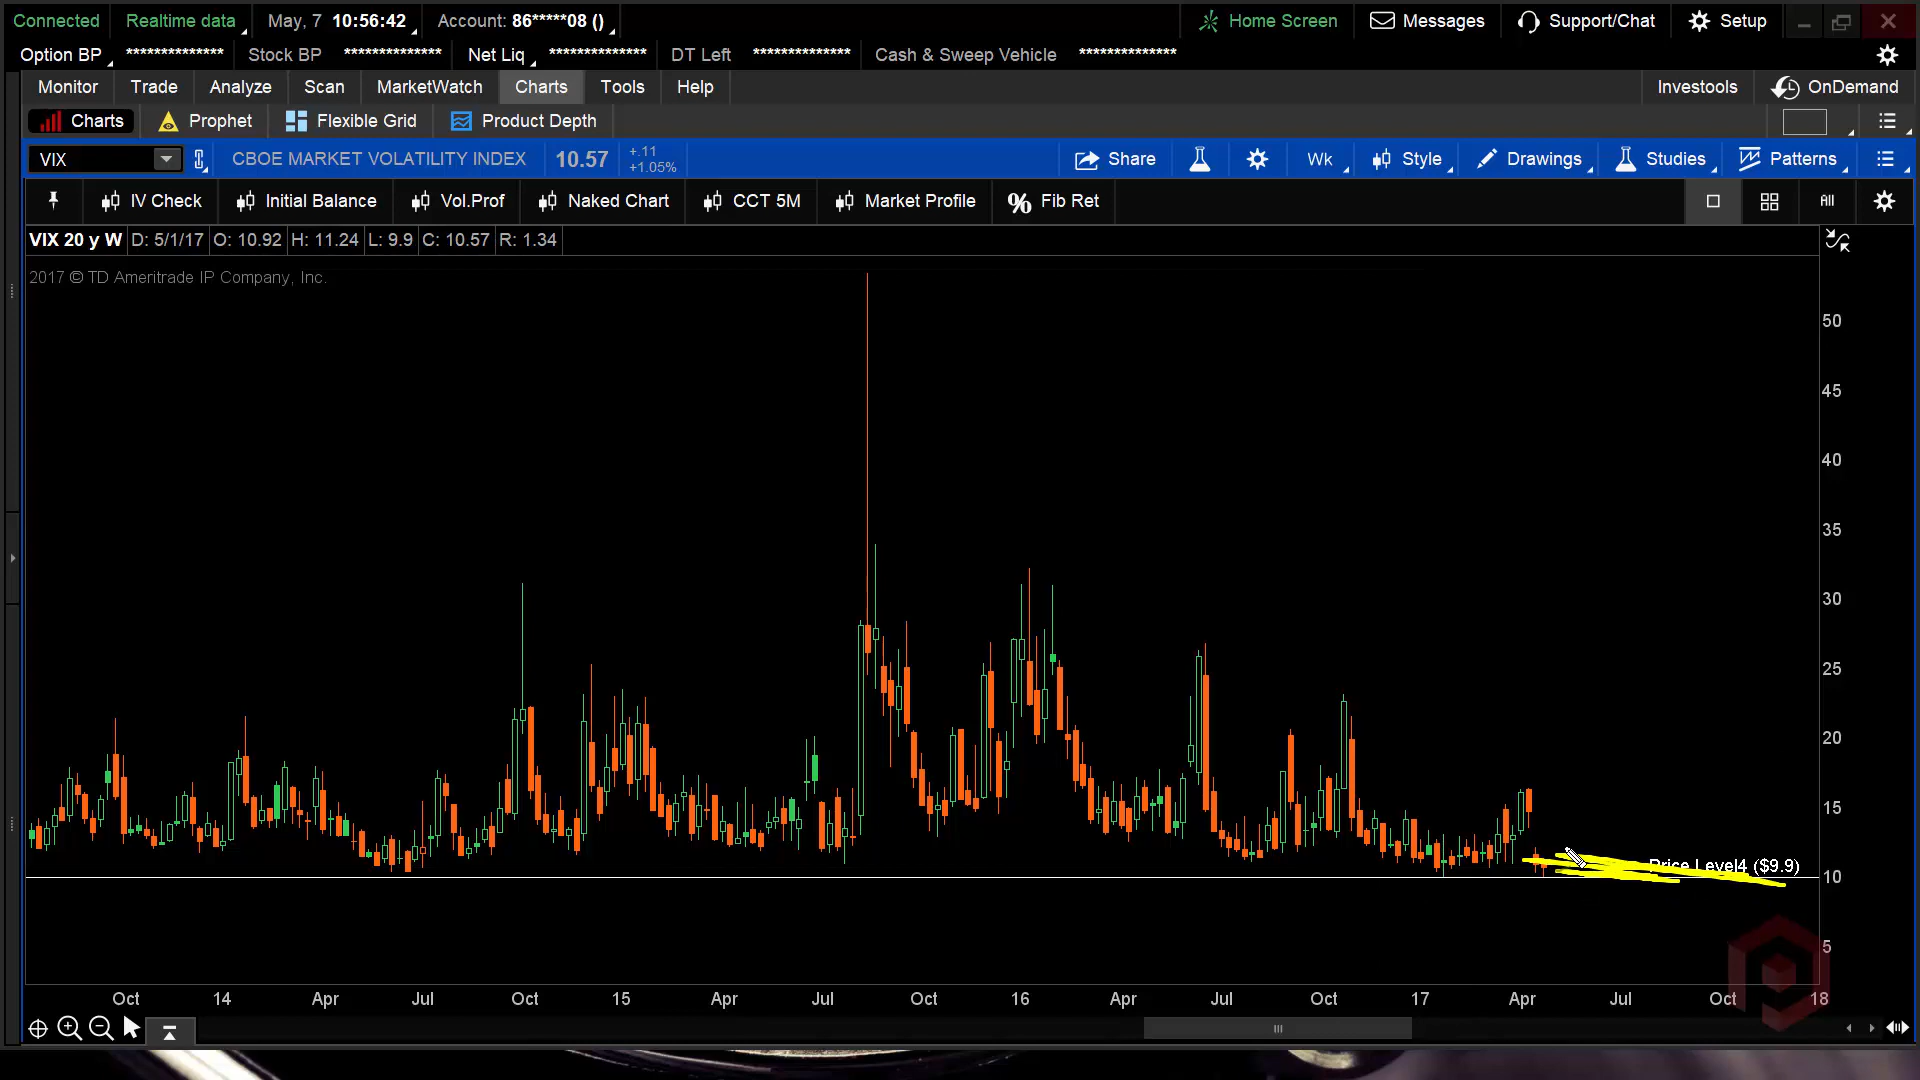 Connected Realtime data May, 7 10:56:42 Account: 86*****08 () Home Screen Messages Support/Chat Setup
Option BP ************** Stock BP ************** Net Liq ************** DT Left ************** Cash & Sweep Vehicle **************
Monitor Trade Analyze Scan MarketWatch Charts Tools Help Investools OnDemand
Charts Prophet Flexible Grid Product Depth
VIX CBOE MARKET VOLATILITY INDEX 10.57 +.11 +1.05% Share Wk Style Drawings Studies Patterns
IV Check Initial Balance Vol.Prof Naked Chart CCT 5M Market Profile % Fib Ret All
VIX 20 y W D: 5/1/17 O: 10.92 H: 11.24 L: 9.9 C: 10.57 R: 1.34
2017 © TD Ameritrade IP Company, Inc.
50
45
40
35
30
25
20
15
Price Level4 ($9.9)
10
5
Oct 14 Apr Jul Oct 15 Apr Jul Oct 16 Apr Jul Oct 17 Apr Jul Oct 18